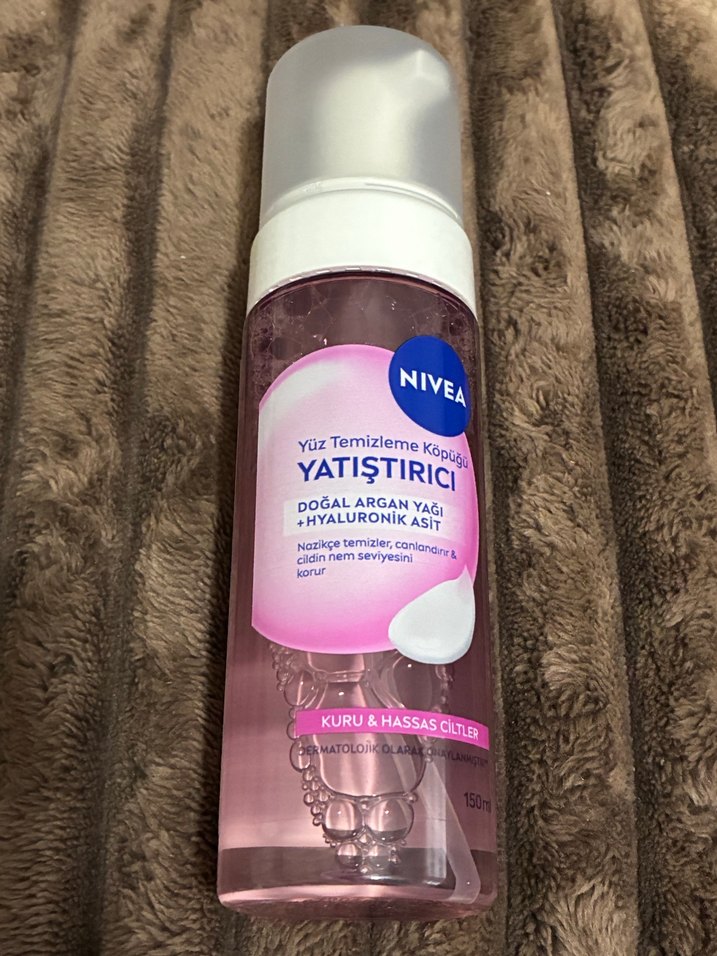 NIVEA
Yüz Temizleme Köpüğü
YATIŞTIRICI
DOĞAL ARGAN YAĞI
+HYALURONİK ASİT
Nazikçe temizler, canlandırır &
cildin nem seviyesini
korur
KURU & HASSAS CİLTLER
DERMATOLOJİK OLARAK ONAYLANMIŞTIR
150ml